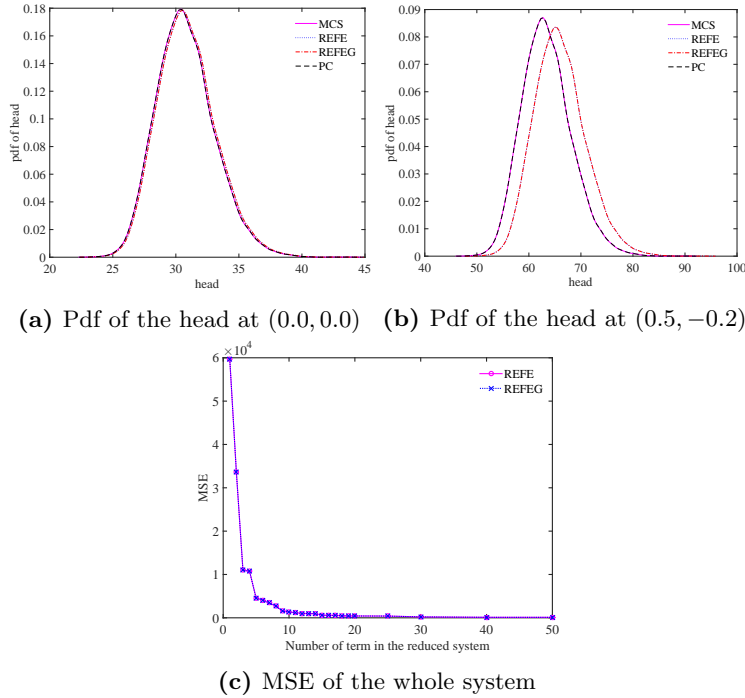 0.18
0.16
0.14
0.12
0.1
0.08
0.06
0.04
0.02
0
pdf of head
20 25 30 35 40 45
head
MCS
REFE
REFEG
PC
(a) Pdf of the head at (0.0, 0.0)
0.09
0.08
0.07
0.06
0.05
0.04
0.03
0.02
0.01
0
pdf of head
40 50 60 70 80 90 100
head
MCS
REFE
REFEG
PC
(b) Pdf of the head at (0.5, −0.2)
×10⁴
6
5
4
3
2
1
0
MSE
0 10 20 30 40 50
Number of term in the reduced system
REFE
REFEG
(c) MSE of the whole system